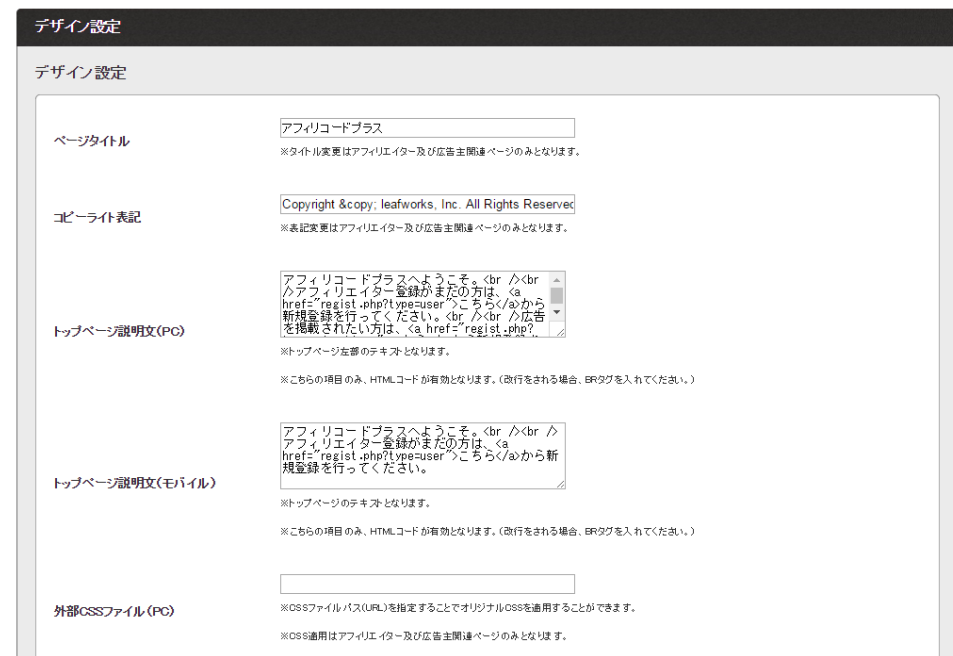 デザイン設定
デザイン設定
ページタイトル
アフィリコードプラス
※タイトル変更はアフィリエイター及び広告主関連ページのみとなります。
コピーライト表記
Copyright &copy; leafworks, Inc. All Rights Reserved
※表記変更はアフィリエイター及び広告主関連ページのみとなります。
トップページ説明文(PC)
アフィリコードプラスへようこそ。<br /><br
/>アフィリエイター登録がまだの方は、<a
href="regist.php?type=user">こちら</a>から
新規登録を行ってください。<br /><br />広告
を掲載されたい方は、<a href="regist.php?
※トップページ左部のテキストとなります。
※こちらの項目のみ、HTMLコードが有効となります。(改行をされる場合、BRタグを入れてください。)
トップページ説明文(モバイル)
アフィリコードプラスへようこそ。<br /><br />
アフィリエイター登録がまだの方は、<a
href="regist.php?type=user">こちら</a>から新
規登録を行ってください。
※トップページのテキストとなります。
※こちらの項目のみ、HTMLコードが有効となります。(改行をされる場合、BRタグを入れてください。)
外部CSSファイル(PC)
※CSSファイルパス(URL)を指定することでオリジナルCSSを適用することができます。
※CSS適用はアフィリエイター及び広告主関連ページのみとなります。